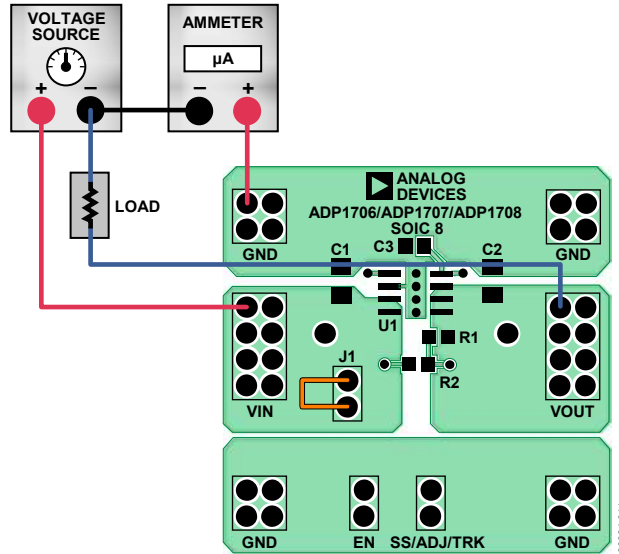 VOLTAGE
SOURCE
AMMETER
µA
+ −
− +
LOAD
ANALOG
DEVICES
ADP1706/ADP1707/ADP1708
SOIC 8
GND
C1
C3
C2
GND
U1
R1
J1
R2
VIN
VOUT
GND
EN
SS/ADJ/TRK
GND